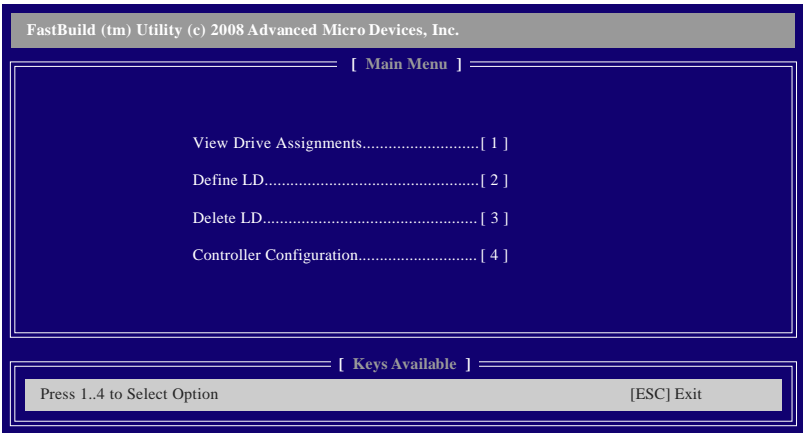 FastBuild (tm) Utility (c) 2008 Advanced Micro Devices, Inc.
[ Main Menu ]
View Drive Assignments...........................[ 1 ]
Define LD..................................................[ 2 ]
Delete LD..................................................[ 3 ]
Controller Configuration............................[ 4 ]
[ Keys Available ]
Press 1..4 to Select Option [ESC] Exit